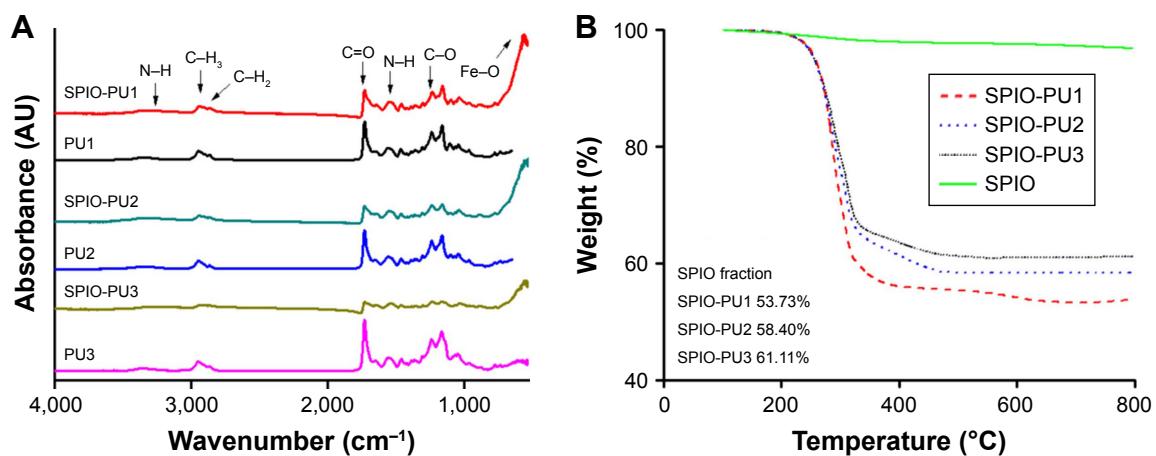 A
Absorbance (AU)
SPIO-PU1
PU1
SPIO-PU2
PU2
SPIO-PU3
PU3
N–H
C–H₃
C–H₂
C=O
N–H
C–O
Fe–O
4,000
3,000
2,000
1,000
Wavenumber (cm⁻¹)
B
Weight (%)
100
80
60
40
SPIO-PU1
SPIO-PU2
SPIO-PU3
SPIO
SPIO fraction
SPIO-PU1 53.73%
SPIO-PU2 58.40%
SPIO-PU3 61.11%
0
200
400
600
800
Temperature (°C)